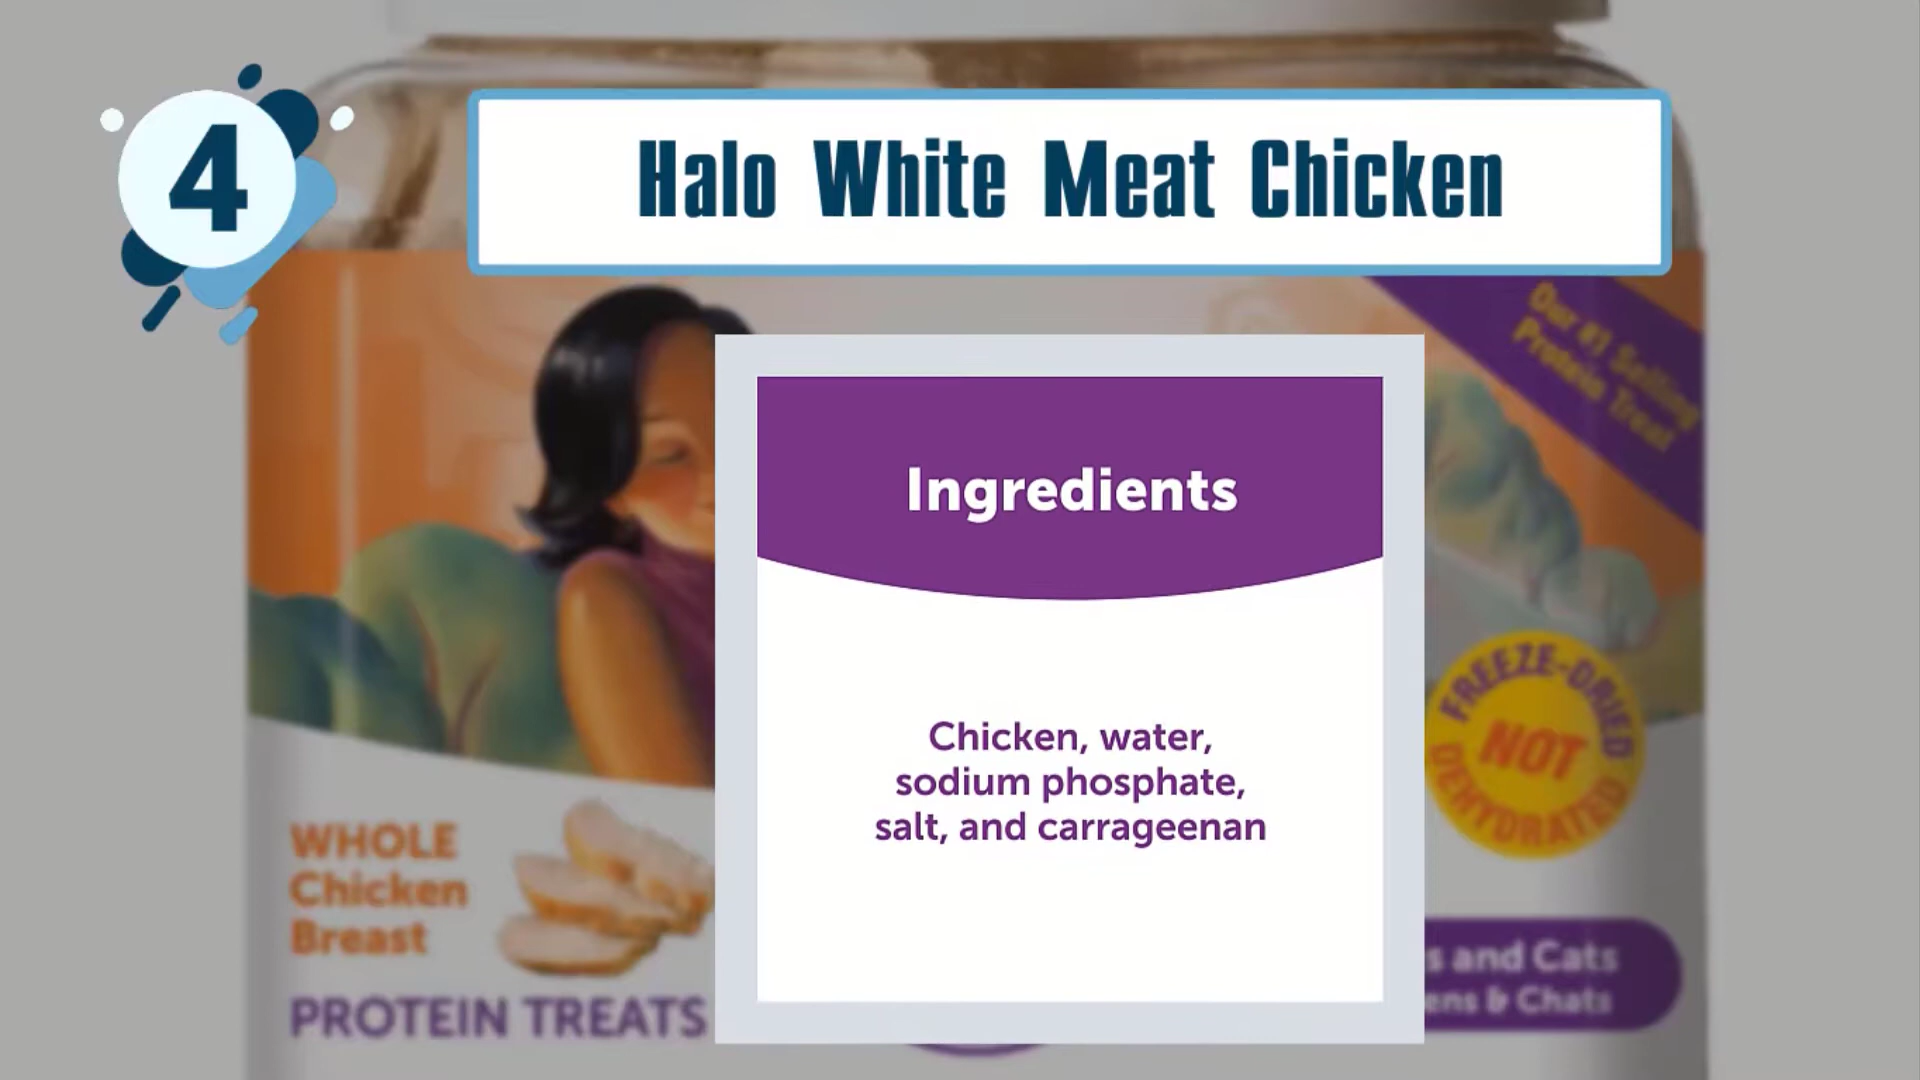 4
Halo White Meat Chicken
Our #1 Selling
Protein Treat
Ingredients
Chicken, water,
sodium phosphate,
salt, and carrageenan
FREEZE-DRIED
NOT
DEHYDRATED
WHOLE
Chicken
Breast
PROTEIN TREATS
and Cats
& Chats